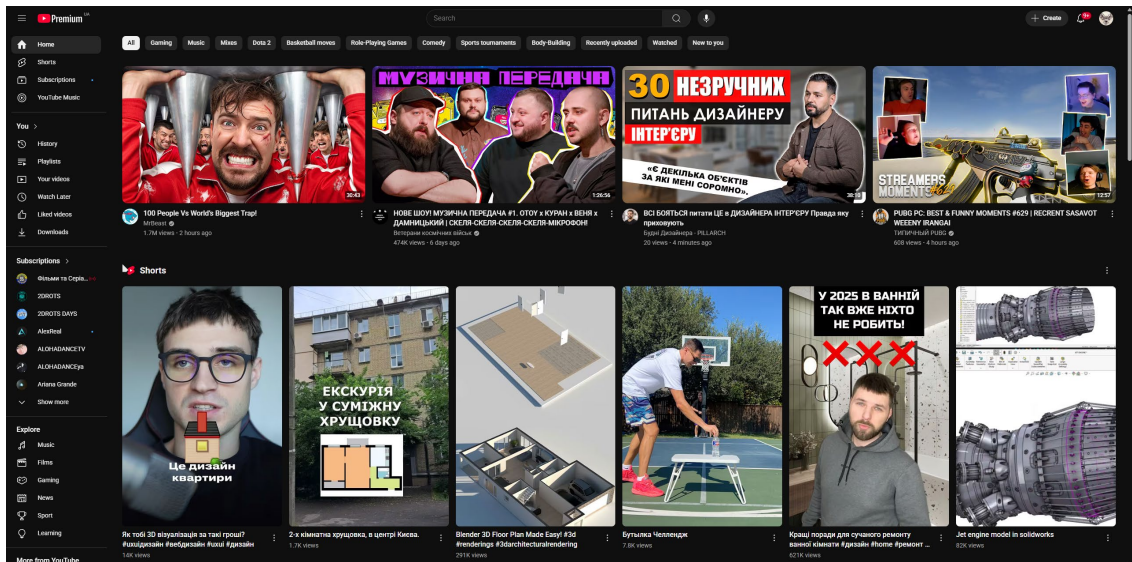 Premium UA
Search
Create
9+
Home
Shorts
Subscriptions
YouTube Music
You
History
Playlists
Your videos
Watch Later
Liked videos
Downloads
Subscriptions
Фільми та Серіа...
2DROTS
2DROTS DAYS
AlexReal
ALOHADANCETV
ALOHADANCEya
Ariana Grande
Show more
Explore
Music
Films
Gaming
News
Sport
Learning
More from YouTube
All
Gaming
Music
Mixes
Dota 2
Basketball moves
Role-Playing Games
Comedy
Sports tournaments
Body-Building
Recently uploaded
Watched
New to you
30:43
100 People Vs World's Biggest Trap!
MrBeast
1.7M views • 2 hours ago
МУЗИЧНА ПЕРЕДАЧА
1:26:56
НОВЕ ШОУ! МУЗИЧНА ПЕРЕДАЧА #1. OTOY х КУРАН х ВЕНЯ х
ДАМНИЦЬКИЙ | СКЕЛЯ-СКЕЛЯ-СКЕЛЯ-СКЕЛЯ-МІКРОФОН!
Ветерани космічних військ
474K views • 6 days ago
30 НЕЗРУЧНИХ
ПИТАНЬ ДИЗАЙНЕРУ
ІНТЕР'ЄРУ
«Є ДЕКІЛЬКА ОБ'ЄКТІВ
ЗА ЯКІ МЕНІ СОРОМНО».
ВСІ БОЯТЬСЯ питати ЦЕ в ДИЗАЙНЕРА ІНТЕР'ЄРУ Правда яку
приховують
Будні Дизайнера - PILLARCH
20 views • 4 minutes ago
STREAMERS
MOMENTS
#629
12:57
PUBG PC: BEST & FUNNY MOMENTS #629 | RECRENT SASAVOT
WEEENY IRANGAI
ТИПИЧНЫЙ PUBG
608 views • 4 hours ago
Shorts
Це дизайн
квартири
Як тобі 3D візуалізація за такі гроші?
#uxuiдизайн #вебдизайн #uxui #дизайн
14K views
ЕКСКУРІЯ
У СУМІЖНУ
ХРУЩОВКУ
2-х кімнатна хрущовка, в центрі Києва.
1.7K views
Blender 3D Floor Plan Made Easy! #3d
#renderings #3darchitecturalrendering
291K views
Бутылка Челлендж
7.8K views
У 2025 В ВАННІЙ
ТАК ВЖЕ НІХТО
НЕ РОБИТЬ!
Кращі поради для сучаного ремонту
ванної кімнати #дизайн #home #ремонт ...
621K views
Jet engine model in solidworks
82K views